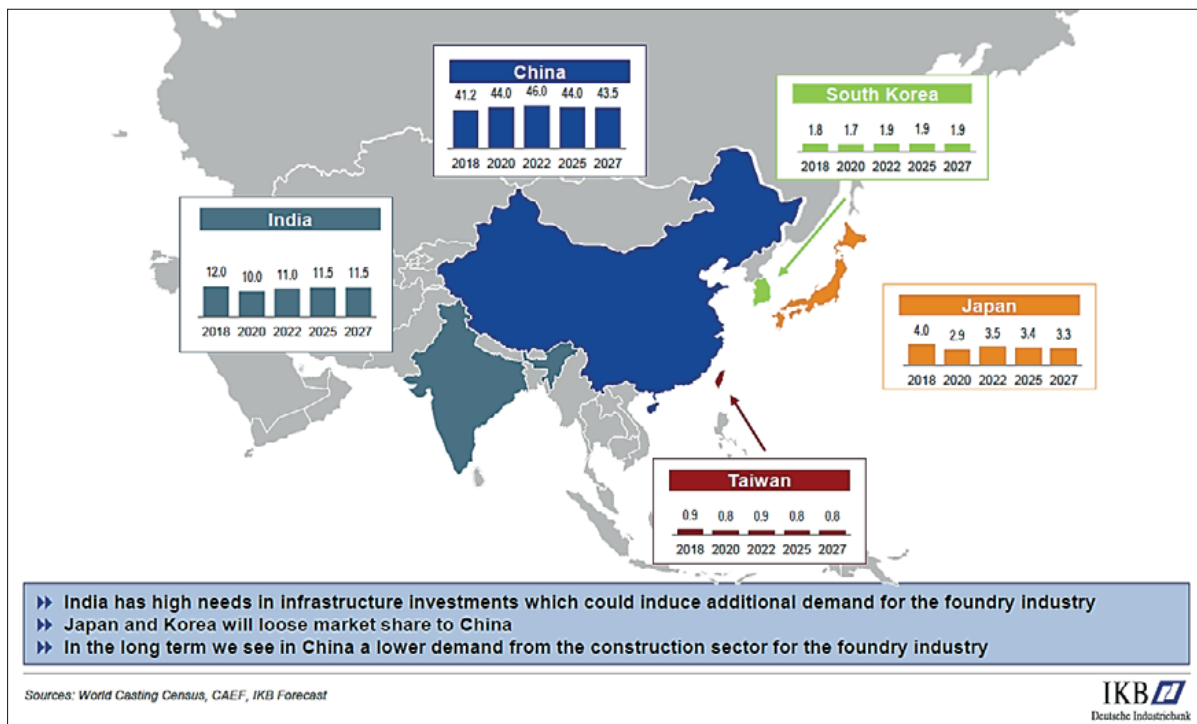 China
41.2 44.0 46.0 44.0 43.5
2018 2020 2022 2025 2027
South Korea
1.8 1.7 1.9 1.9 1.9
2018 2020 2022 2025 2027
India
12.0 10.0 11.0 11.5 11.5
2018 2020 2022 2025 2027
Japan
4.0 2.9 3.5 3.4 3.3
2018 2020 2022 2025 2027
Taiwan
0.9 0.8 0.9 0.8 0.8
2018 2020 2022 2025 2027
India has high needs in infrastructure investments which could induce additional demand for the foundry industry
Japan and Korea will loose market share to China
In the long term we see in China a lower demand from the construction sector for the foundry industry
Sources: World Casting Census, CAEF, IKB Forecast
IKB
Deutsche Industriebank